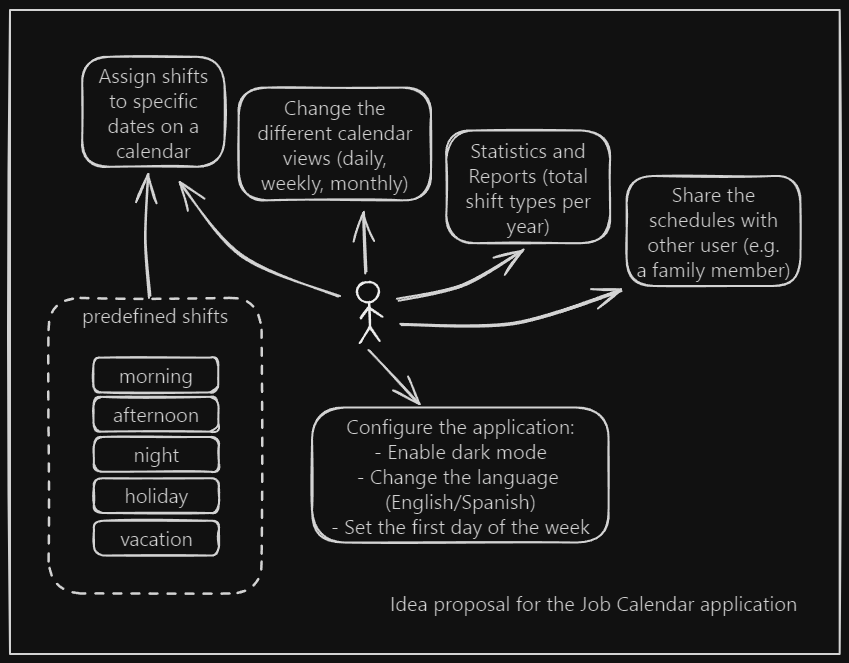 Assign shifts
to specific
dates on a
calendar
Change the
different calendar
views (daily,
weekly, monthly)
Statistics and
Reports (total
shift types per
year)
Share the
schedules with
other user (e.g.
a family member)
predefined shifts
morning
afternoon
night
holiday
vacation
Configure the application:
- Enable dark mode
- Change the language
(English/Spanish)
- Set the first day of the week
Idea proposal for the Job Calendar application